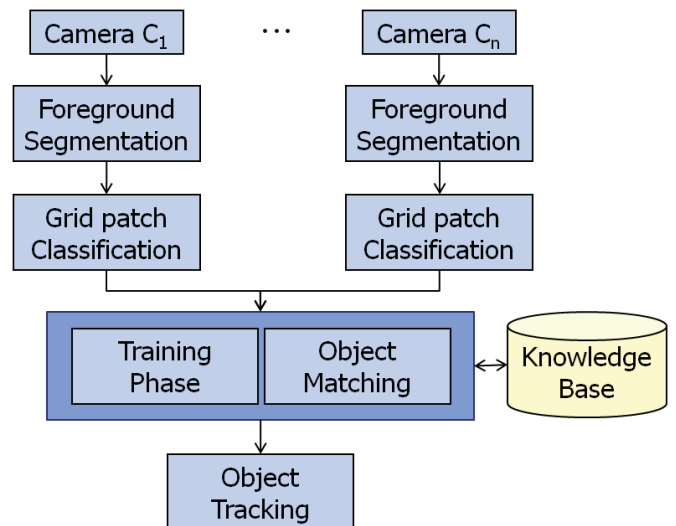 Camera C1
...
Camera Cn
Foreground
Segmentation
Foreground
Segmentation
Grid patch
Classification
Grid patch
Classification
Training
Phase
Object
Matching
Knowledge
Base
Object
Tracking